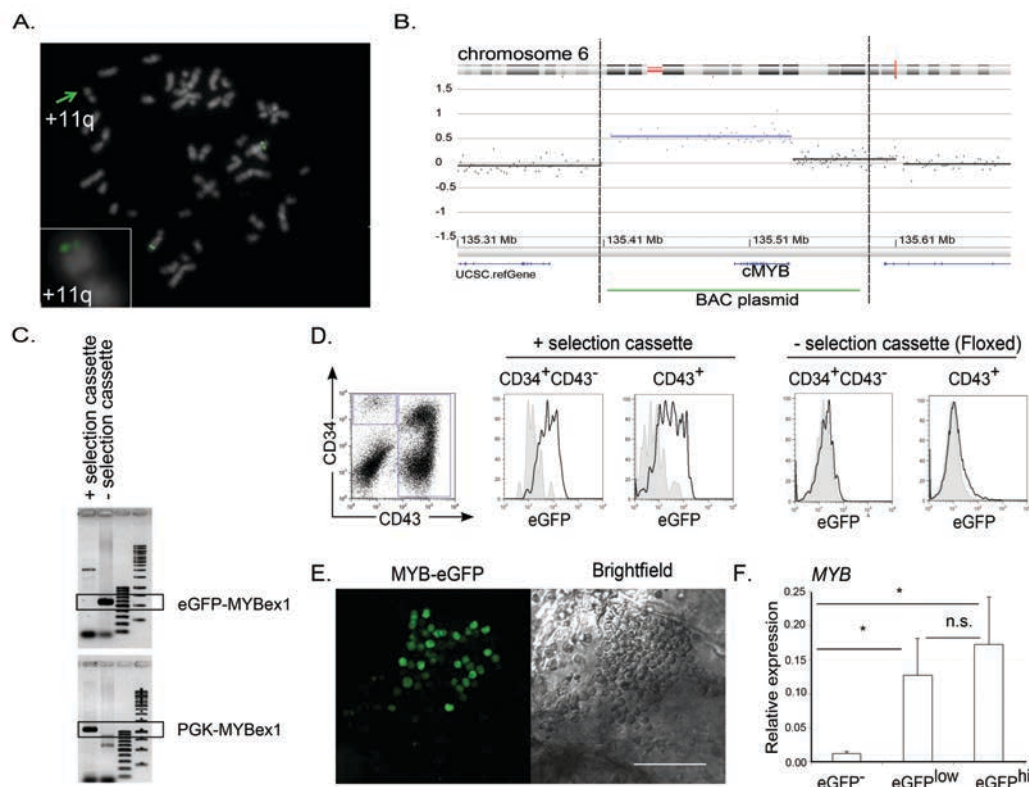 A.
+11q
+11q
B.
chromosome 6
1.5
1
0.5
0
-0.5
-1
-1.5
135.31 Mb
135.41 Mb
135.51 Mb
135.61 Mb
UCSC.refGene
cMYB
BAC plasmid
C.
+ selection cassette
- selection cassette
eGFP-MYBex1
PGK-MYBex1
D.
CD34
CD43
+ selection cassette
CD34+CD43-
CD43+
eGFP
eGFP
- selection cassette (Floxed)
CD34+CD43-
CD43+
eGFP
eGFP
E.
MYB-eGFP
Brightfield
F.
MYB
Relative expression
0.25
0.20
0.15
0.10
0.05
0.00
*
*
n.s.
eGFP-
eGFPlow
eGFPhi